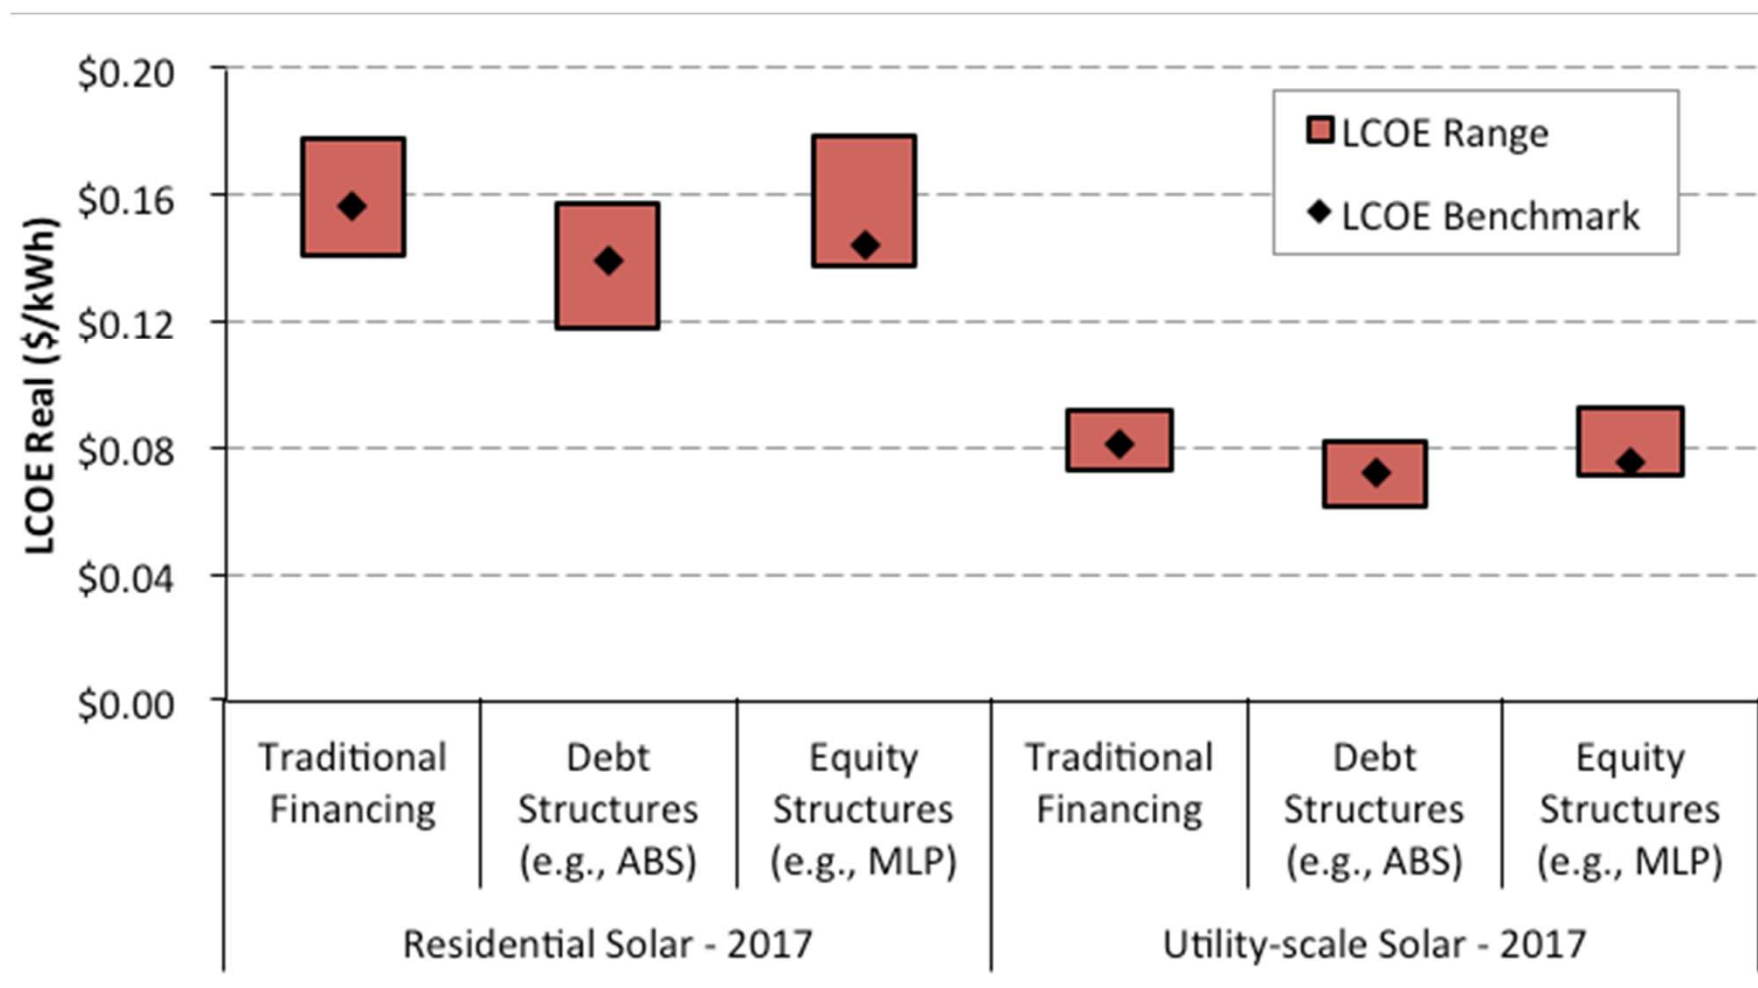 LCOE Real ($/kWh)
$0.20
$0.16
$0.12
$0.08
$0.04
$0.00
LCOE Range
LCOE Benchmark
Traditional
Financing
Debt
Structures
(e.g., ABS)
Equity
Structures
(e.g., MLP)
Traditional
Financing
Debt
Structures
(e.g., ABS)
Equity
Structures
(e.g., MLP)
Residential Solar - 2017
Utility-scale Solar - 2017